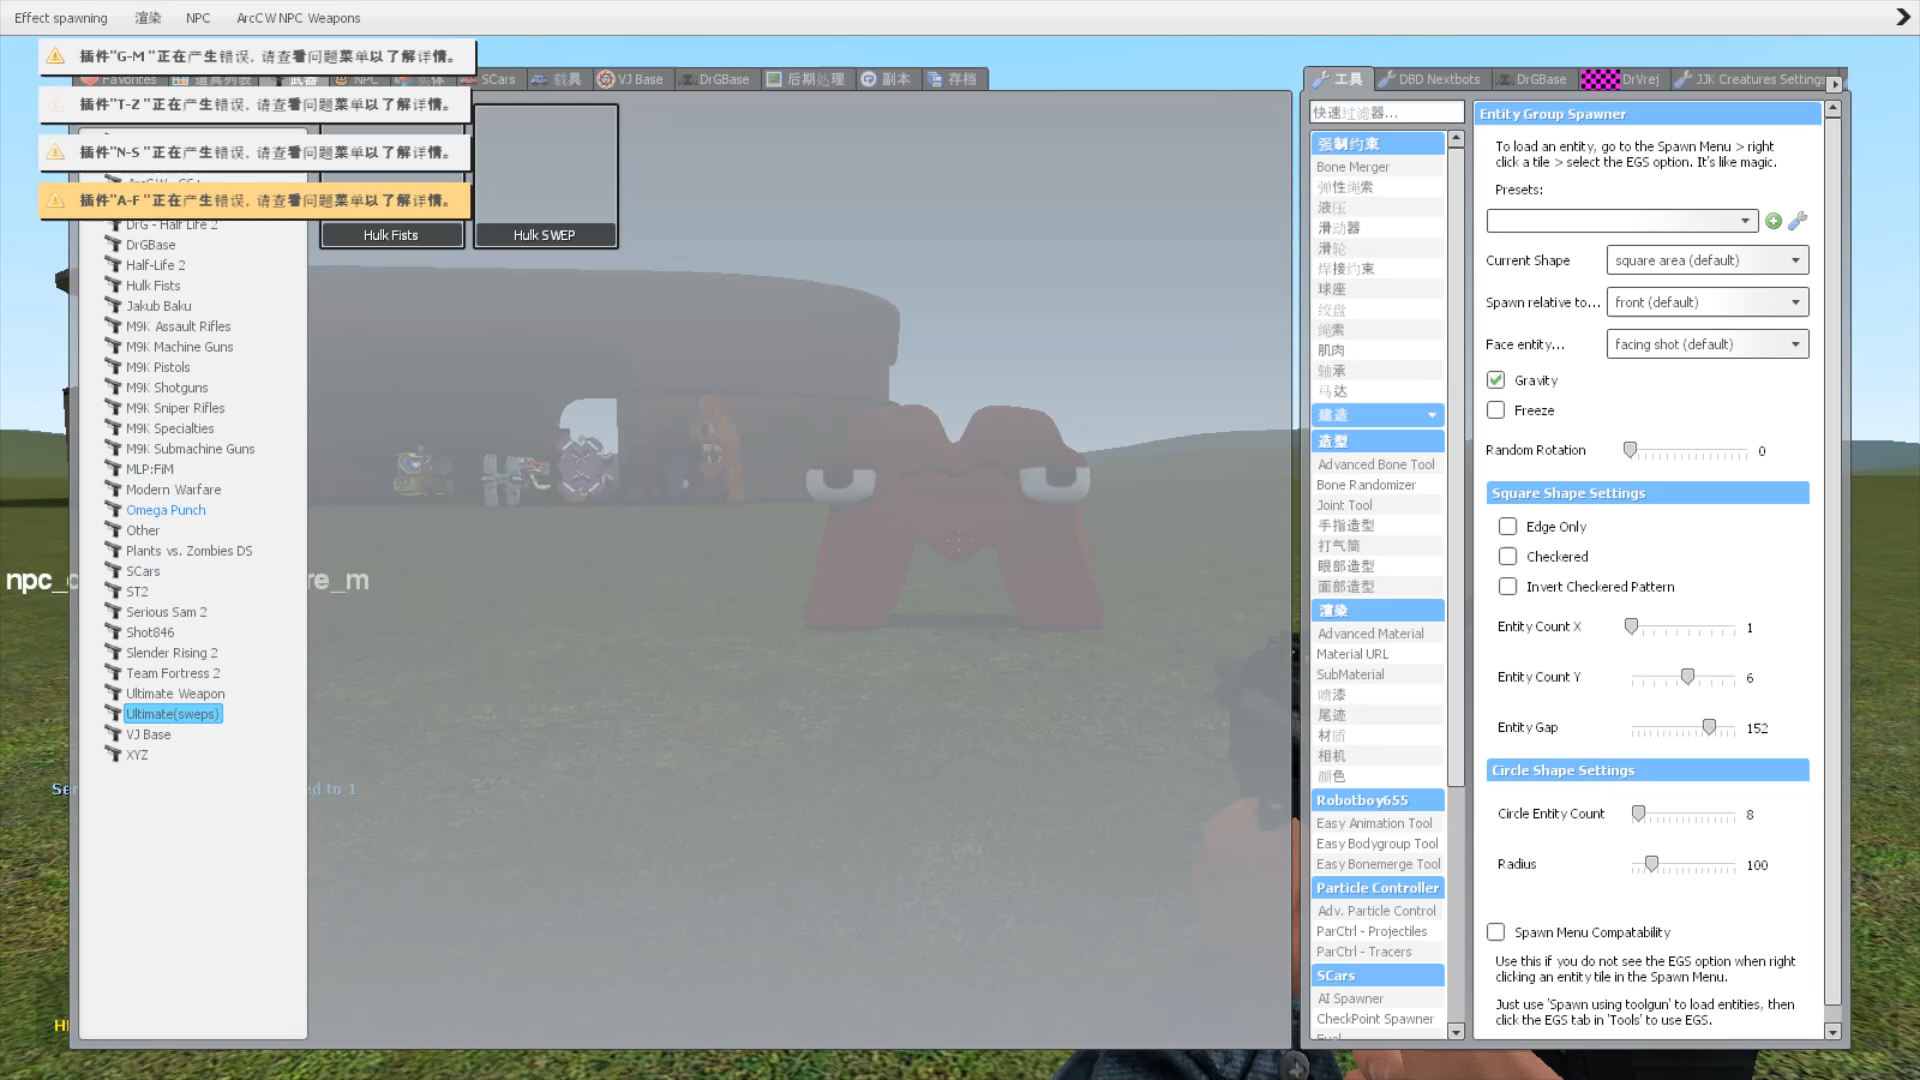 Effect spawning 渲染 NPC ArcCW NPC Weapons
插件"G-M "正在产生错误, 请查看问题菜单以了解详情。
Favorites 道具列表 武器 NPC 实体 SCars 载具 VJ Base DrGBase 后期处理 副本 存档
插件"T-Z "正在产生错误, 请查看问题菜单以了解详情。
插件"N-S "正在产生错误, 请查看问题菜单以了解详情。
插件"A-F "正在产生错误, 请查看问题菜单以了解详情。
DrG - Half Life 2
DrGBase
Half-Life 2
Hulk Fists
Jakub Baku
M9K Assault Rifles
M9K Machine Guns
M9K Pistols
M9K Shotguns
M9K Sniper Rifles
M9K Specialties
M9K Submachine Guns
MLP:FiM
Modern Warfare
Omega Punch
Other
Plants vs. Zombies DS
SCars
ST2
Serious Sam 2
Shot846
Slender Rising 2
Team Fortress 2
Ultimate Weapon
Ultimate(sweps)
VJ Base
XYZ
Hulk Fists
Hulk SWEP
npc_ re_m
Ser ed to 1
工具 DBD Nextbots DrGBase DrVrej JJK Creatures Settings
快速过滤器...
强制约束
Bone Merger
弹性绳索
液压
滑动器
滑轮
焊接约束
球座
绞盘
绳索
肌肉
轴承
马达
建造
造型
Advanced Bone Tool
Bone Randomizer
Joint Tool
手指造型
打气筒
眼部造型
面部造型
渲染
Advanced Material
Material URL
SubMaterial
喷漆
尾迹
材质
相机
颜色
Robotboy655
Easy Animation Tool
Easy Bodygroup Tool
Easy Bonemerge Tool
Particle Controller
Adv. Particle Control
ParCtrl - Projectiles
ParCtrl - Tracers
SCars
AI Spawner
CheckPoint Spawner
Entity Group Spawner
To load an entity, go to the Spawn Menu > right
click a tile > select the EGS option. It's like magic.
Presets:
Current Shape square area (default)
Spawn relative to... front (default)
Face entity... facing shot (default)
Gravity
Freeze
Random Rotation 0
Square Shape Settings
Edge Only
Checkered
Invert Checkered Pattern
Entity Count X 1
Entity Count Y 6
Entity Gap 152
Circle Shape Settings
Circle Entity Count 8
Radius 100
Spawn Menu Compatability
Use this if you do not see the EGS option when right
clicking an entity tile in the Spawn Menu.
Just use 'Spawn using toolgun' to load entities, then
click the EGS tab in 'Tools' to use EGS.